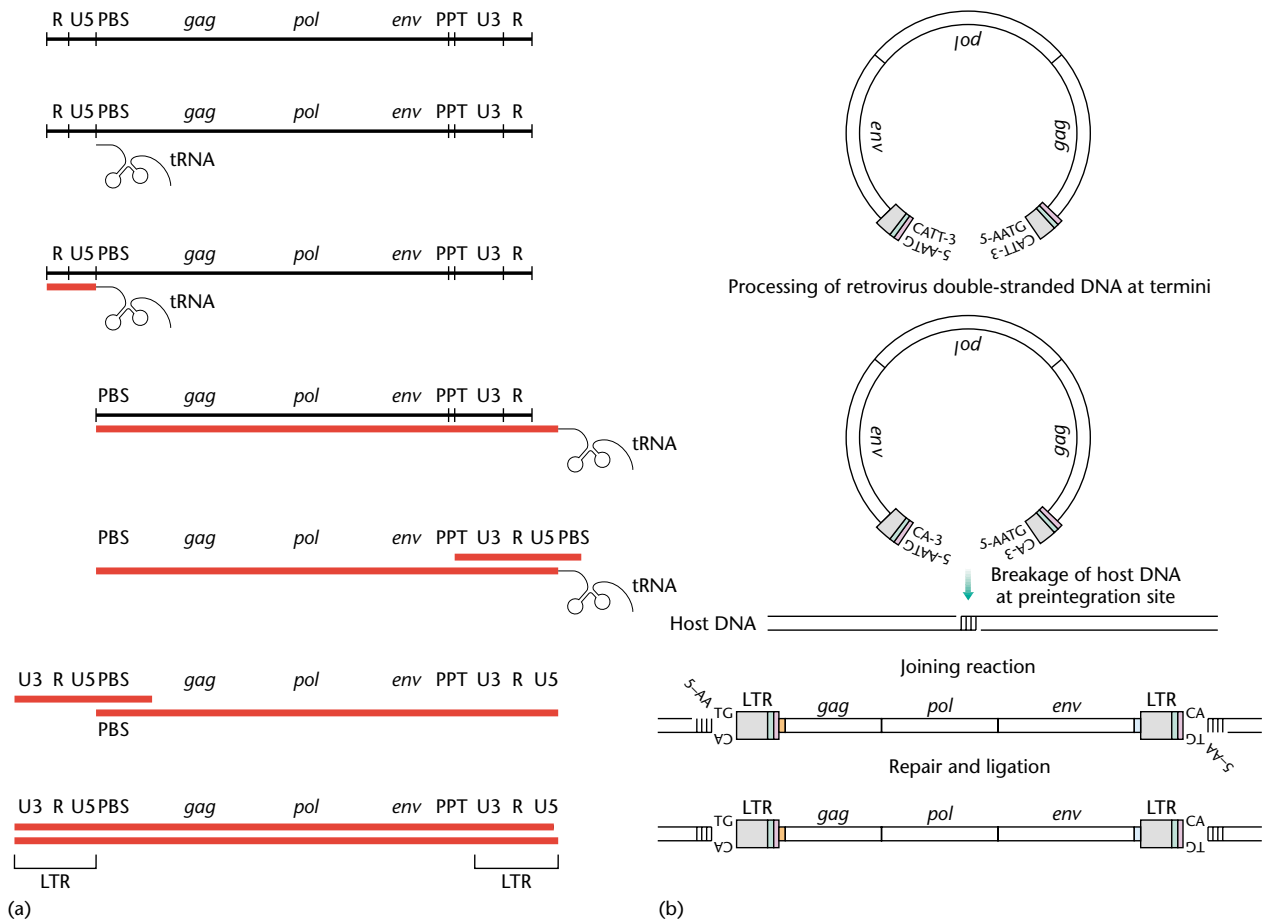 R U5 PBS gag pol env PPT U3 R
R U5 PBS gag pol env PPT U3 R
tRNA
R U5 PBS gag pol env PPT U3 R
tRNA
PBS gag pol env PPT U3 R
tRNA
PBS gag pol env PPT U3 R U5 PBS
tRNA
U3 R U5 PBS gag pol env PPT U3 R U5
PBS
U3 R U5 PBS gag pol env PPT U3 R U5
LTR LTR
(a)
pol
env gag
CATT-3 5-AATG
5-AATG CATT-3
Processing of retrovirus double-stranded DNA at termini
pol
env gag
CA-3 5-AATG
5-AATG CA-3
Breakage of host DNA
at preintegration site
Host DNA
Joining reaction
5-AA TG LTR gag pol env LTR CA
CA TG 5-AA
Repair and ligation
TG LTR gag pol env LTR CA
CA TG
(b)